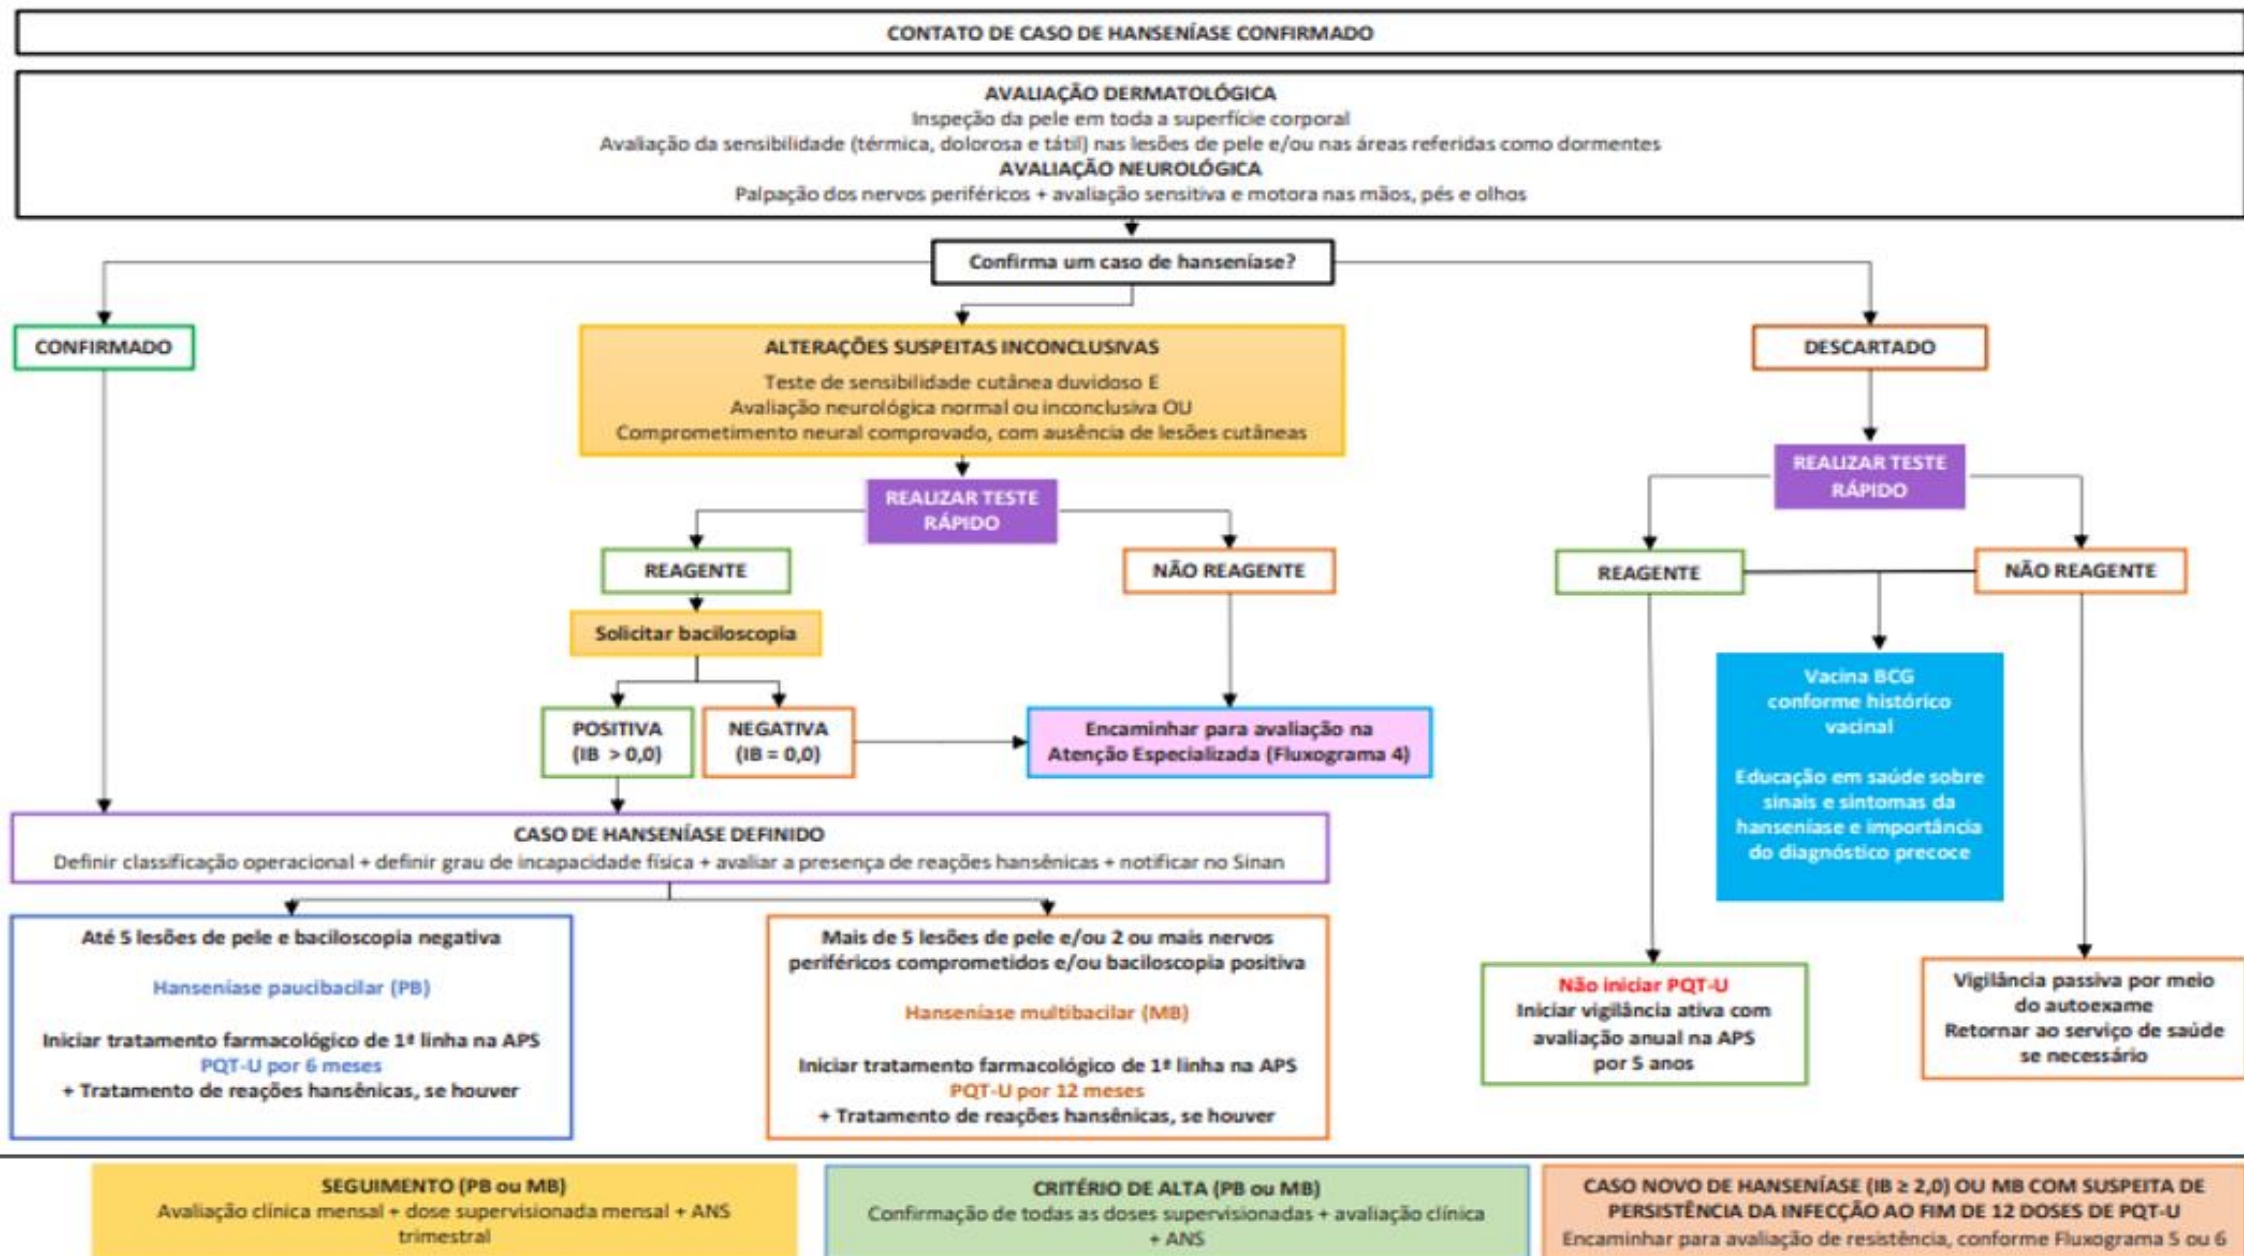 CONTATO DE CASO DE HANSENÍASE CONFIRMADO
AVALIAÇÃO DERMATOLÓGICA
Inspeção da pele em toda a superfície corporal
Avaliação da sensibilidade (térmica, dolorosa e tátil) nas lesões de pele e/ou nas áreas referidas como dormentes
AVALIAÇÃO NEUROLÓGICA
Palpação dos nervos periféricos + avaliação sensitiva e motora nas mãos, pés e olhos
Confirma um caso de hanseníase?
CONFIRMADO
ALTERAÇÕES SUSPEITAS INCONCLUSIVAS
Teste de sensibilidade cutânea duvidoso E
Avaliação neurológica normal ou inconclusiva OU
Comprometimento neural comprovado, com ausência de lesões cutâneas
DESCARTADO
REALIZAR TESTE
RÁPIDO
REAGENTE
NÃO REAGENTE
Solicitar baciloscopia
POSITIVA
(IB > 0,0)
NEGATIVA
(IB = 0,0)
Encaminhar para avaliação na
Atenção Especializada (Fluxograma 4)
REALIZAR TESTE
RÁPIDO
REAGENTE
NÃO REAGENTE
Vacina BCG
conforme histórico
vacinal
Educação em saúde sobre
sinais e sintomas da
hanseníase e importância
do diagnóstico precoce
CASO DE HANSENÍASE DEFINIDO
Definir classificação operacional + definir grau de incapacidade física + avaliar a presença de reações hansênicas + notificar no Sinan
Até 5 lesões de pele e baciloscopia negativa
Hanseníase paucibacilar (PB)
Iniciar tratamento farmacológico de 1ª linha na APS
PQT-U por 6 meses
+ Tratamento de reações hansênicas, se houver
Mais de 5 lesões de pele e/ou 2 ou mais nervos
periféricos comprometidos e/ou baciloscopia positiva
Hanseníase multibacilar (MB)
Iniciar tratamento farmacológico de 1ª linha na APS
PQT-U por 12 meses
+ Tratamento de reações hansênicas, se houver
Não iniciar PQT-U
Iniciar vigilância ativa com
avaliação anual na APS
por 5 anos
Vigilância passiva por meio
do autoexame
Retornar ao serviço de saúde
se necessário
SEGUIMENTO (PB ou MB)
Avaliação clínica mensal + dose supervisionada mensal + ANS
trimestral
CRITÉRIO DE ALTA (PB ou MB)
Confirmação de todas as doses supervisionadas + avaliação clínica
+ ANS
CASO NOVO DE HANSENÍASE (IB ≥ 2,0) OU MB COM SUSPEITA DE
PERSISTÊNCIA DA INFECÇÃO AO FIM DE 12 DOSES DE PQT-U
Encaminhar para avaliação de resistência, conforme Fluxograma 5 ou 6